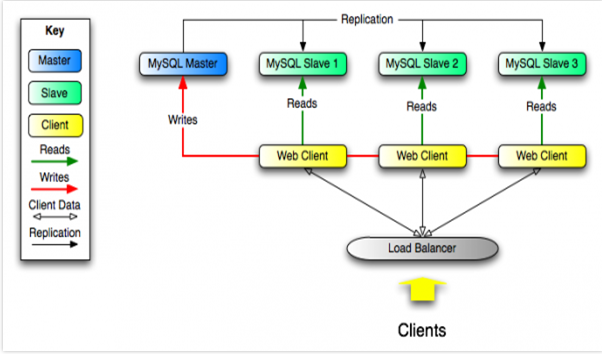 Key
Master
Slave
Client
Reads
Writes
Client Data
Replication
Replication
MySQL Master
MySQL Slave 1
MySQL Slave 2
MySQL Slave 3
Writes
Reads
Reads
Reads
Web Client
Web Client
Web Client
Load Balancer
Clients